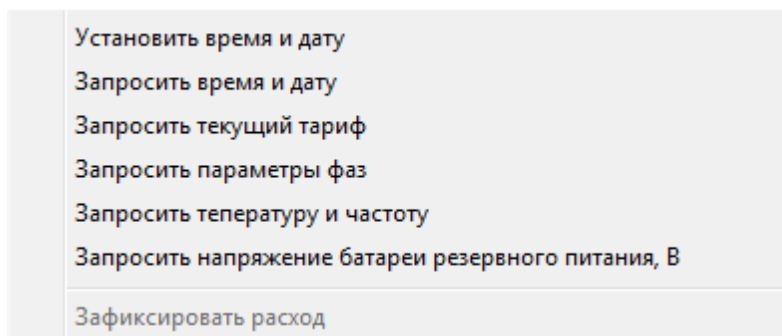 Установить время и дату
Запросить время и дату
Запросить текущий тариф
Запросить параметры фаз
Запросить тепературу и частоту
Запросить напряжение батареи резервного питания, В
Зафиксировать расход